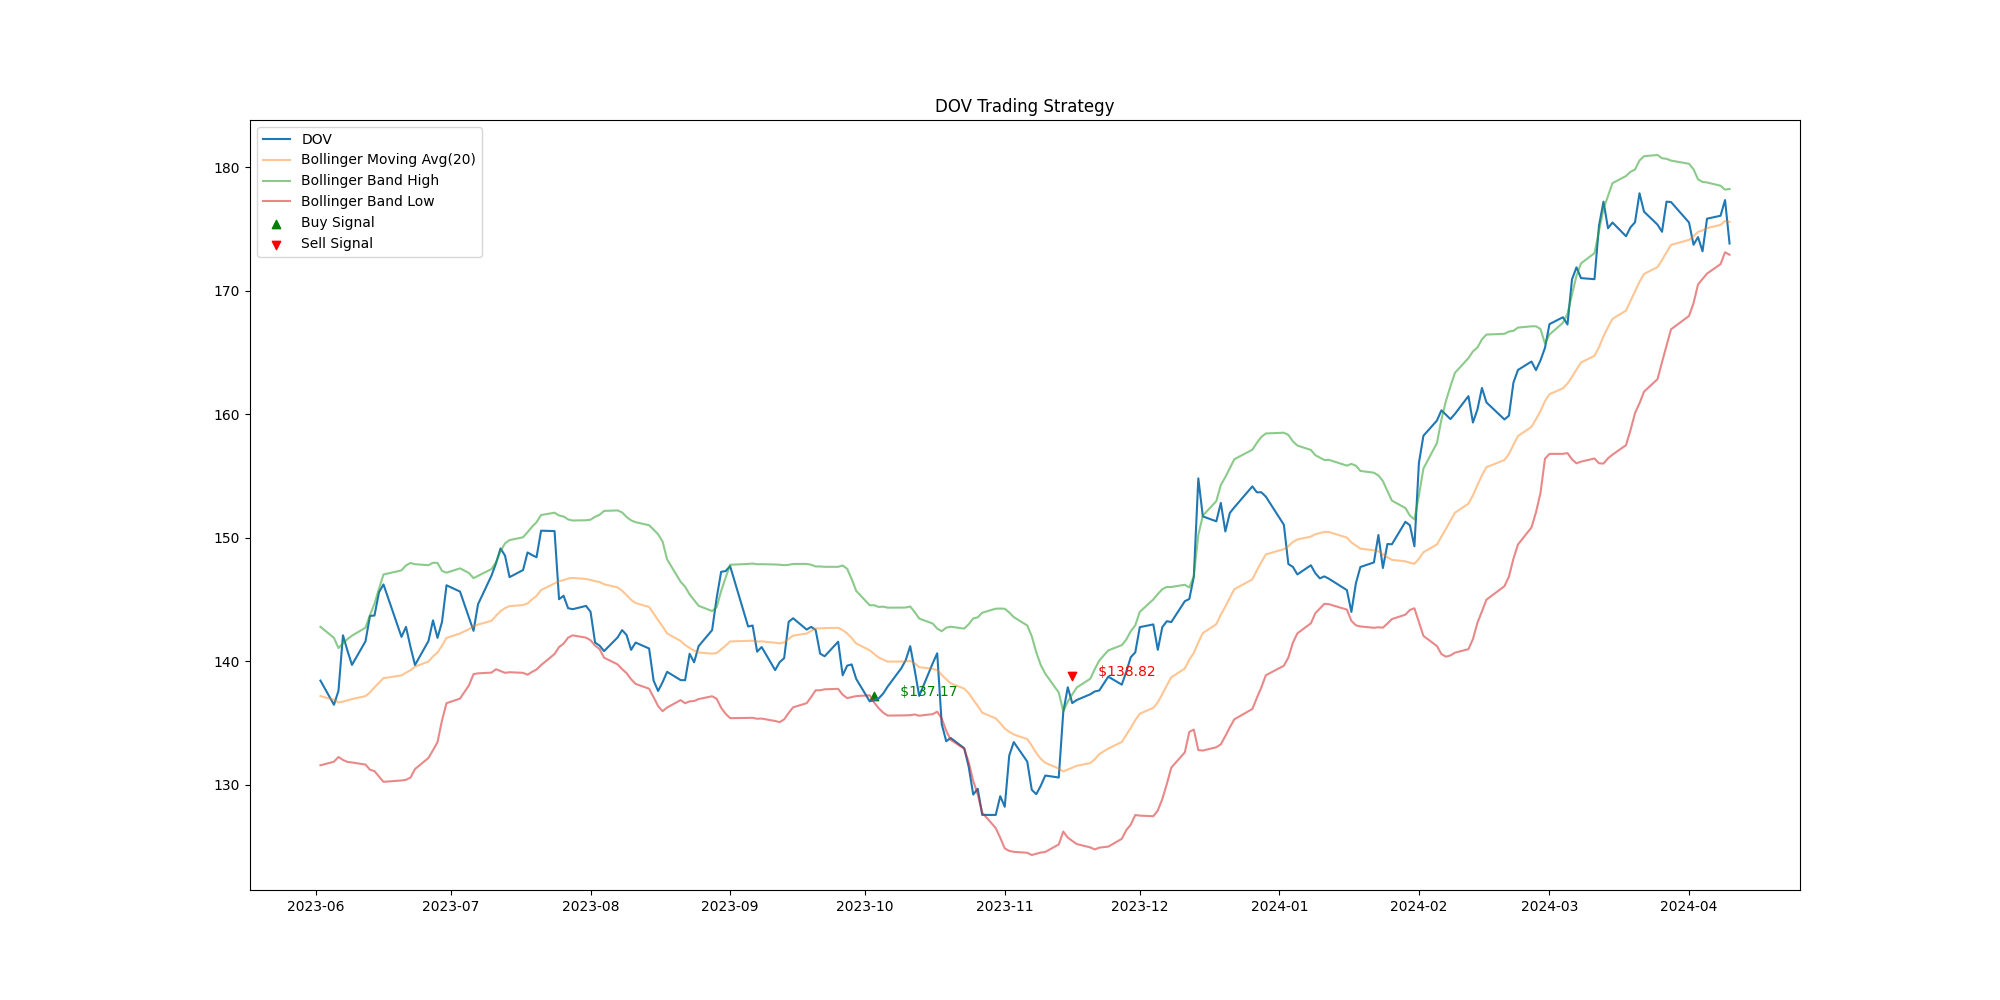 DOV Trading Strategy
DOV
Bollinger Moving Avg(20)
Bollinger Band High
Bollinger Band Low
Buy Signal
Sell Signal
180
170
160
150
140
130
$138.82
$137.17
2023-06 2023-07 2023-08 2023-09 2023-10 2023-11 2023-12 2024-01 2024-02 2024-03 2024-04